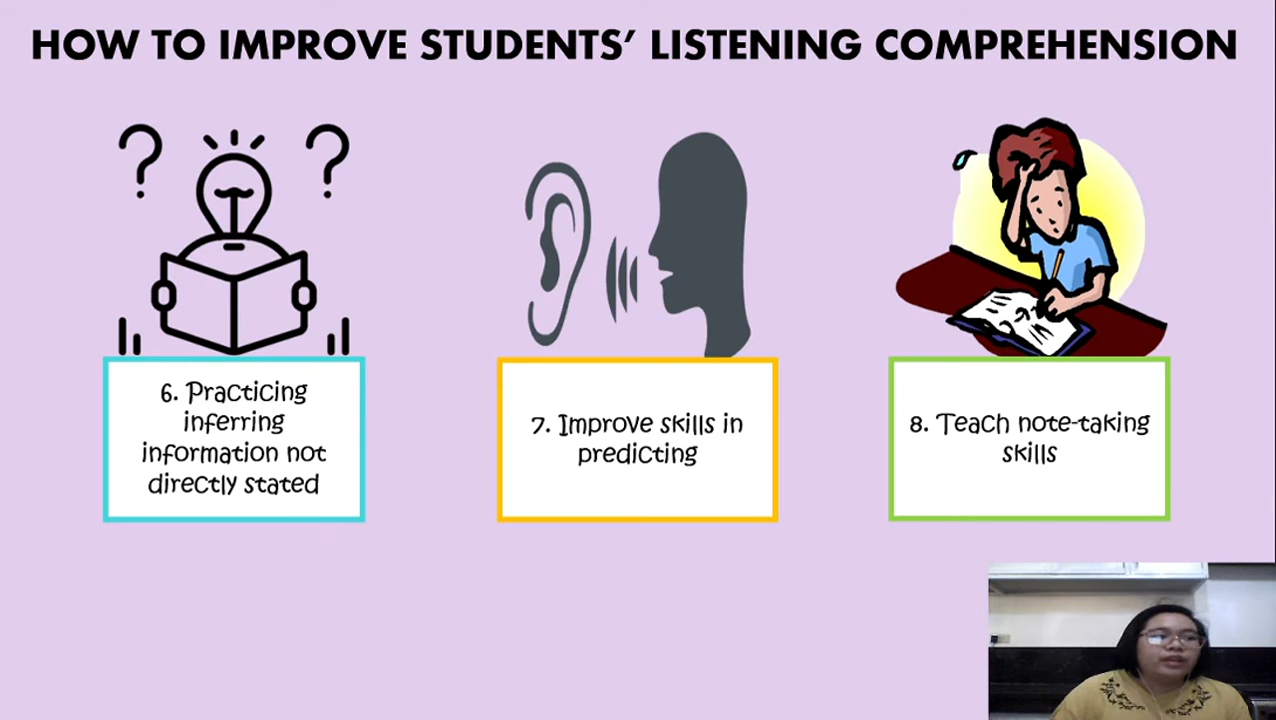 HOW TO IMPROVE STUDENTS’ LISTENING COMPREHENSION
6. Practicing
inferring
information not
directly stated
7. Improve skills in
predicting
8. Teach note-taking
skills